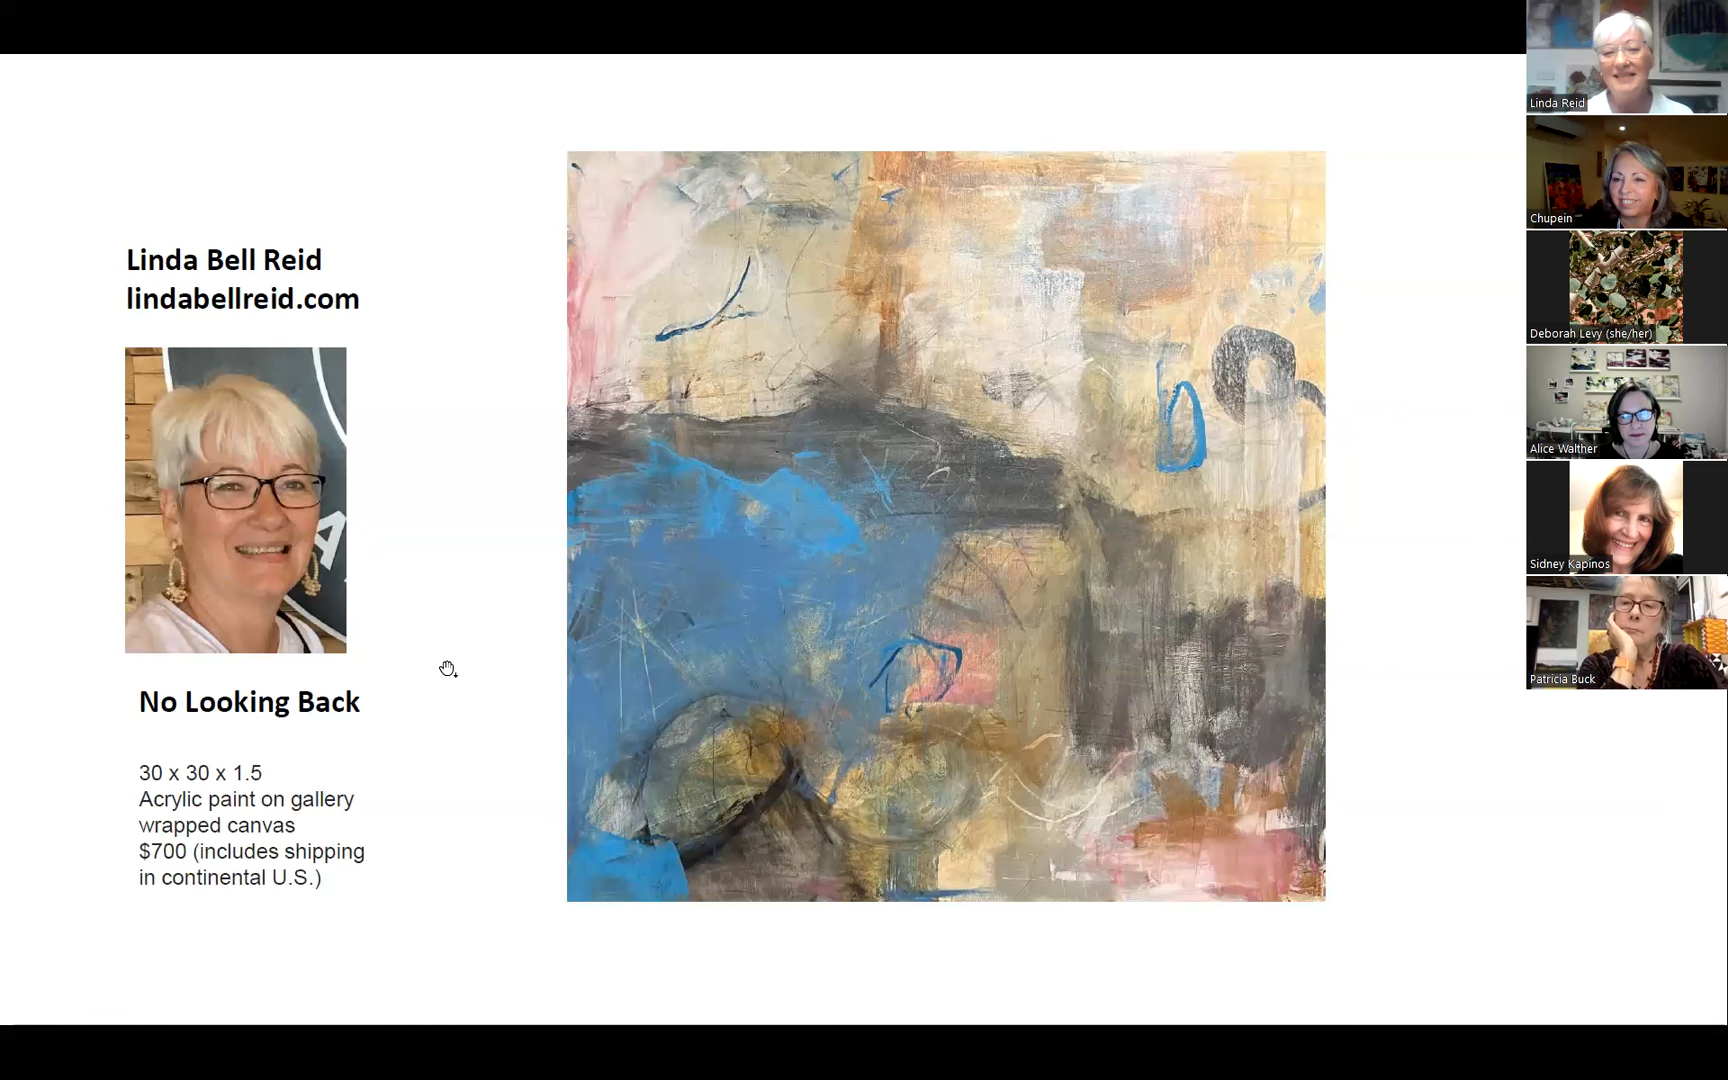 Linda Bell Reid
lindabellreid.com
No Looking Back
30 x 30 x 1.5
Acrylic paint on gallery
wrapped canvas
$700 (includes shipping
in continental U.S.)
Linda Reid
Chupein
Deborah Levy (she/her)
Alice Walther
Sidney Kapinos
Patricia Buck